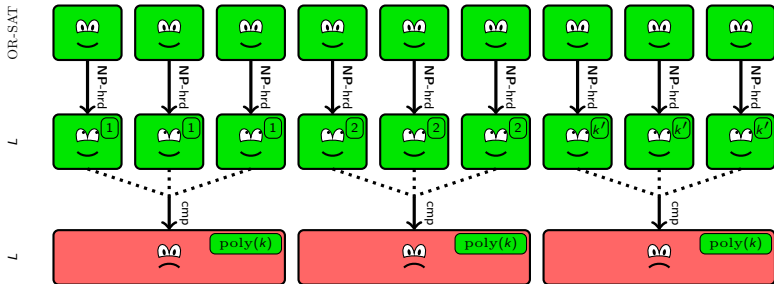 OR-SAT
NP-hrd NP-hrd NP-hrd NP-hrd NP-hrd NP-hrd NP-hrd NP-hrd NP-hrd
L 1 1 1 2 2 2 k′ k′ k′
cmp cmp cmp
L poly(k) poly(k) poly(k)